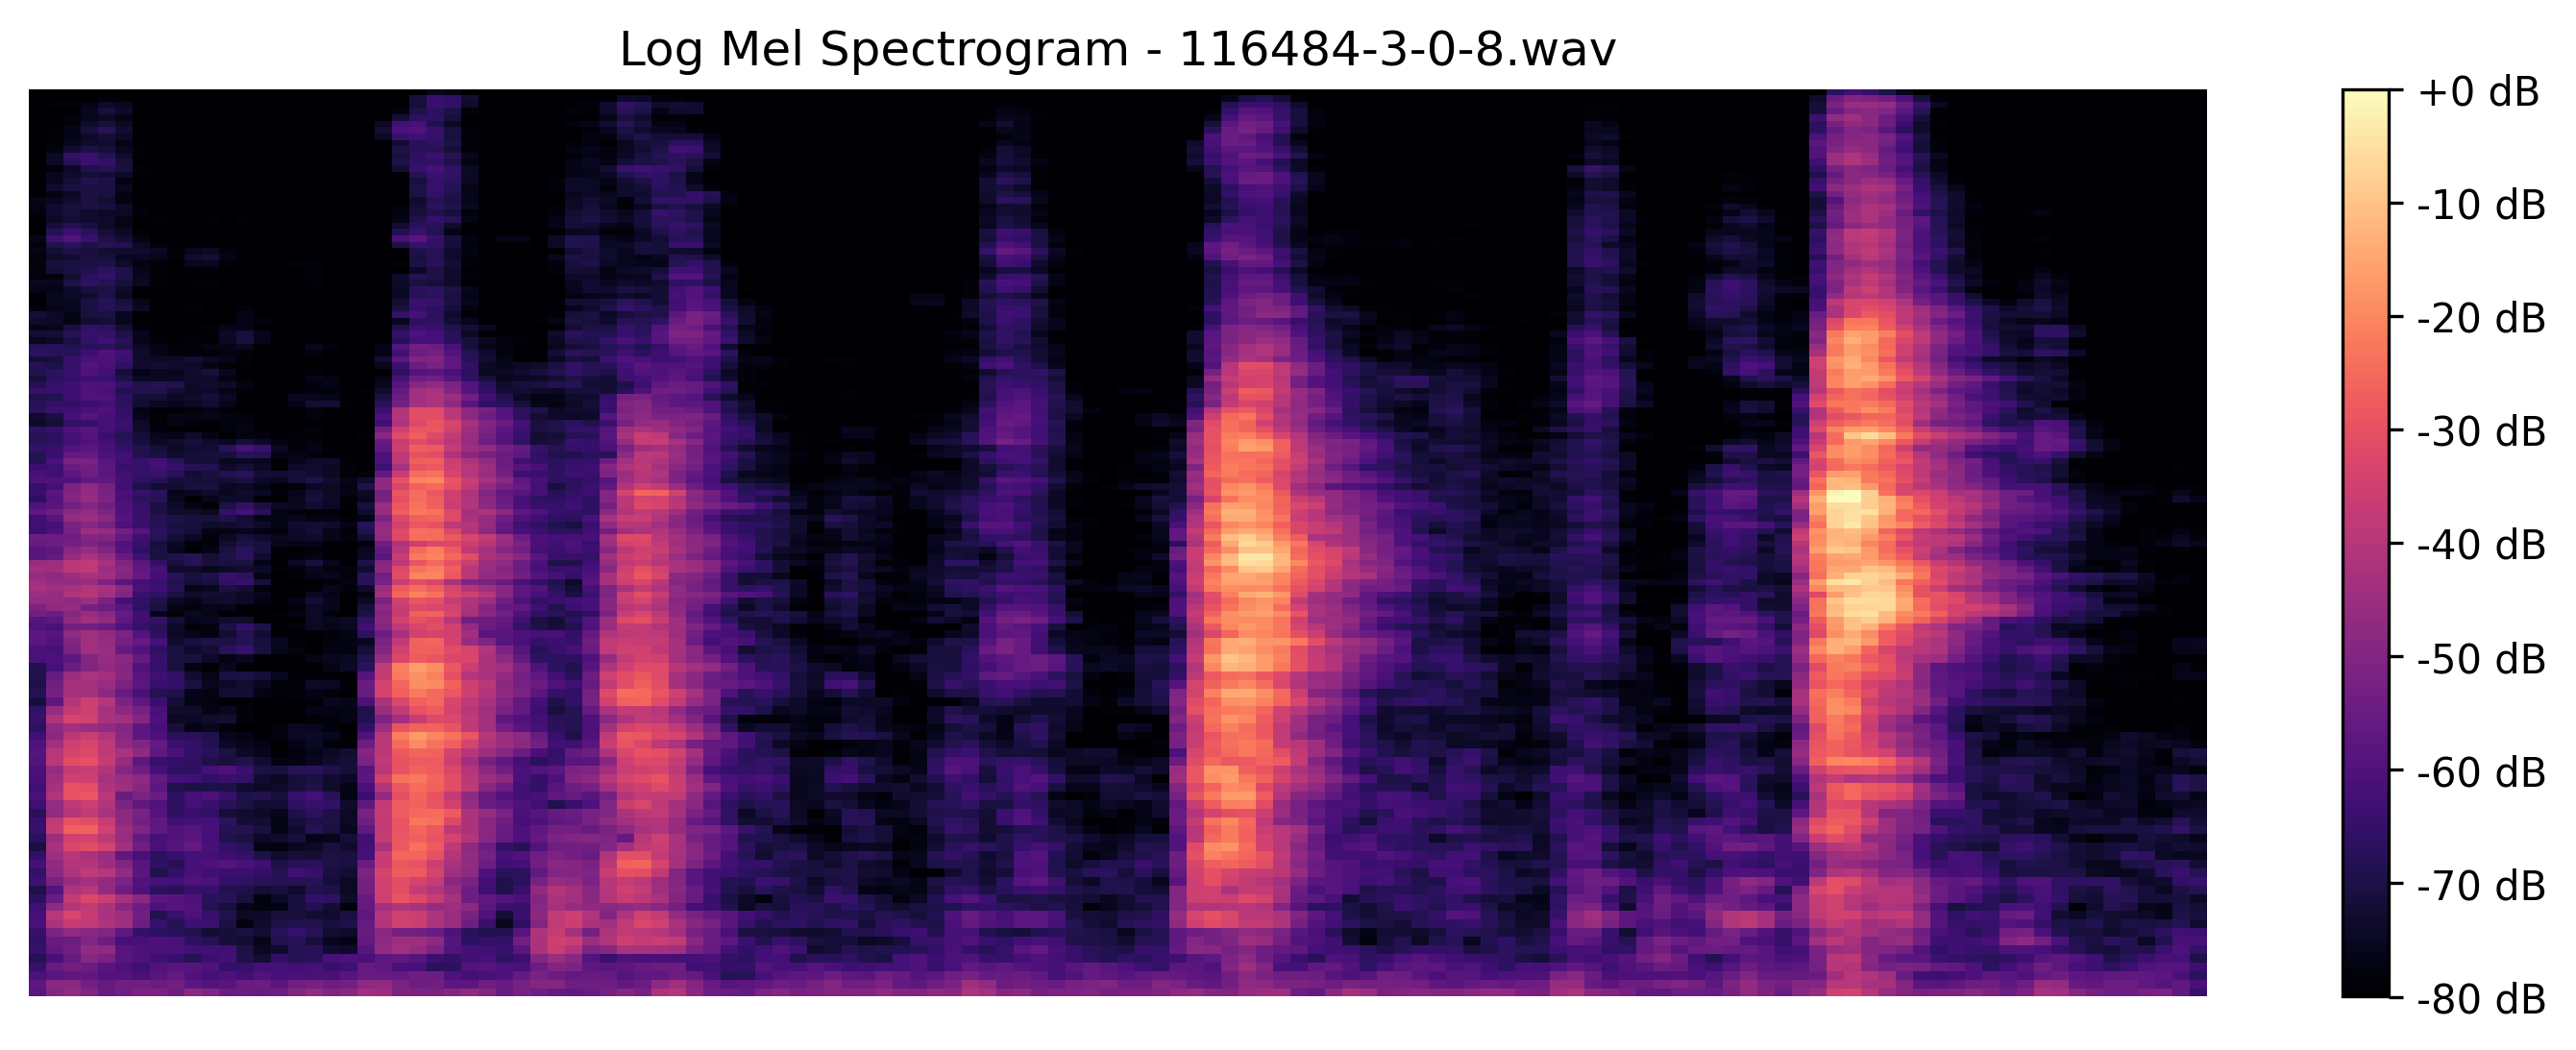 Log Mel Spectrogram - 116484-3-0-8.wav
+0 dB
-10 dB
-20 dB
-30 dB
-40 dB
-50 dB
-60 dB
-70 dB
-80 dB